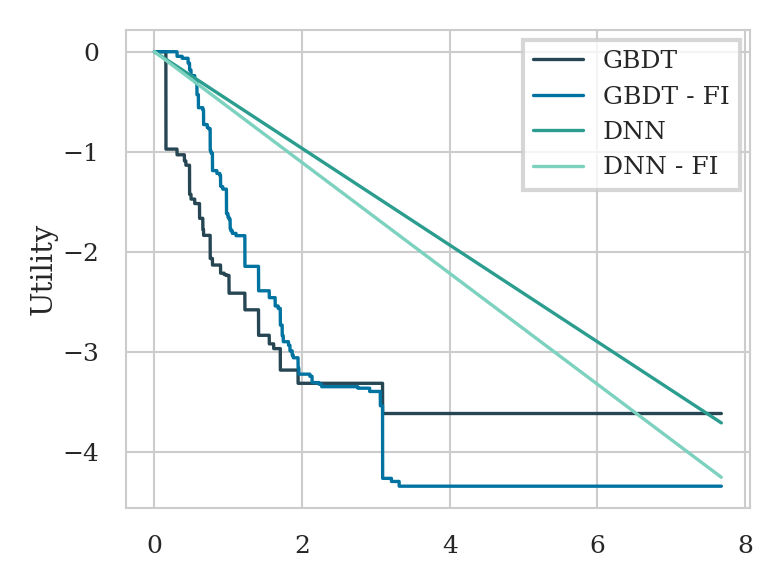 GBDT
GBDT - FI
DNN
DNN - FI
Utility
0
−1
−2
−3
−4
0 2 4 6 8